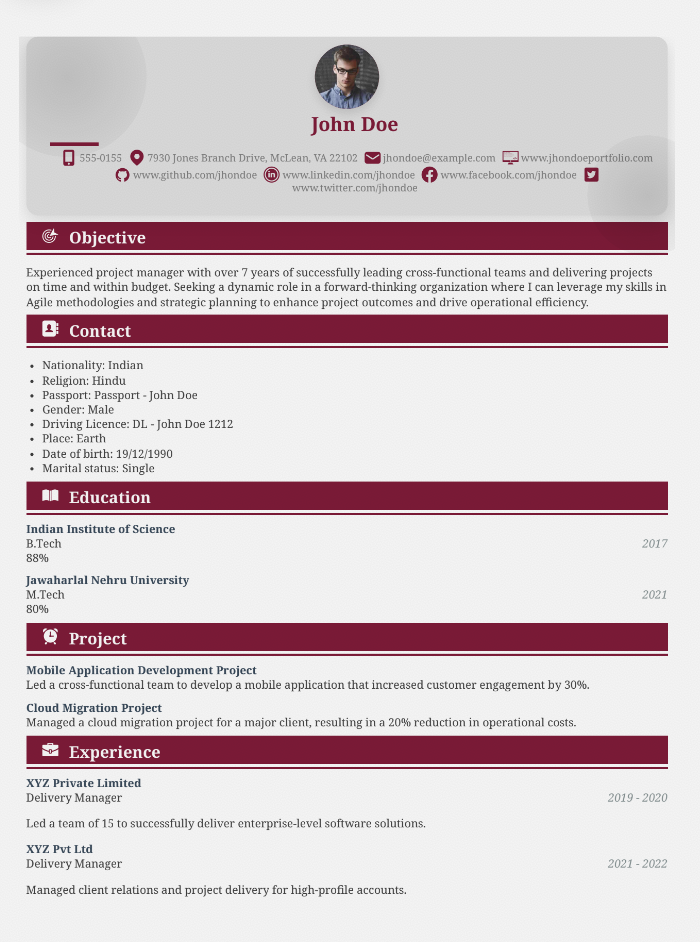 John Doe
555-0155 7930 Jones Branch Drive, McLean, VA 22102 jhondoe@example.com www.jhondoeportfolio.com
www.github.com/jhondoe www.linkedin.com/jhondoe www.facebook.com/jhondoe
www.twitter.com/jhondoe
Objective
Experienced project manager with over 7 years of successfully leading cross-functional teams and delivering projects
on time and within budget. Seeking a dynamic role in a forward-thinking organization where I can leverage my skills in
Agile methodologies and strategic planning to enhance project outcomes and drive operational efficiency.
Contact
• Nationality: Indian
• Religion: Hindu
• Passport: Passport - John Doe
• Gender: Male
• Driving Licence: DL - John Doe 1212
• Place: Earth
• Date of birth: 19/12/1990
• Marital status: Single
Education
Indian Institute of Science
B.Tech 2017
88%
Jawaharlal Nehru University
M.Tech 2021
80%
Project
Mobile Application Development Project
Led a cross-functional team to develop a mobile application that increased customer engagement by 30%.
Cloud Migration Project
Managed a cloud migration project for a major client, resulting in a 20% reduction in operational costs.
Experience
XYZ Private Limited
Delivery Manager 2019 - 2020
Led a team of 15 to successfully deliver enterprise-level software solutions.
XYZ Pvt Ltd
Delivery Manager 2021 - 2022
Managed client relations and project delivery for high-profile accounts.